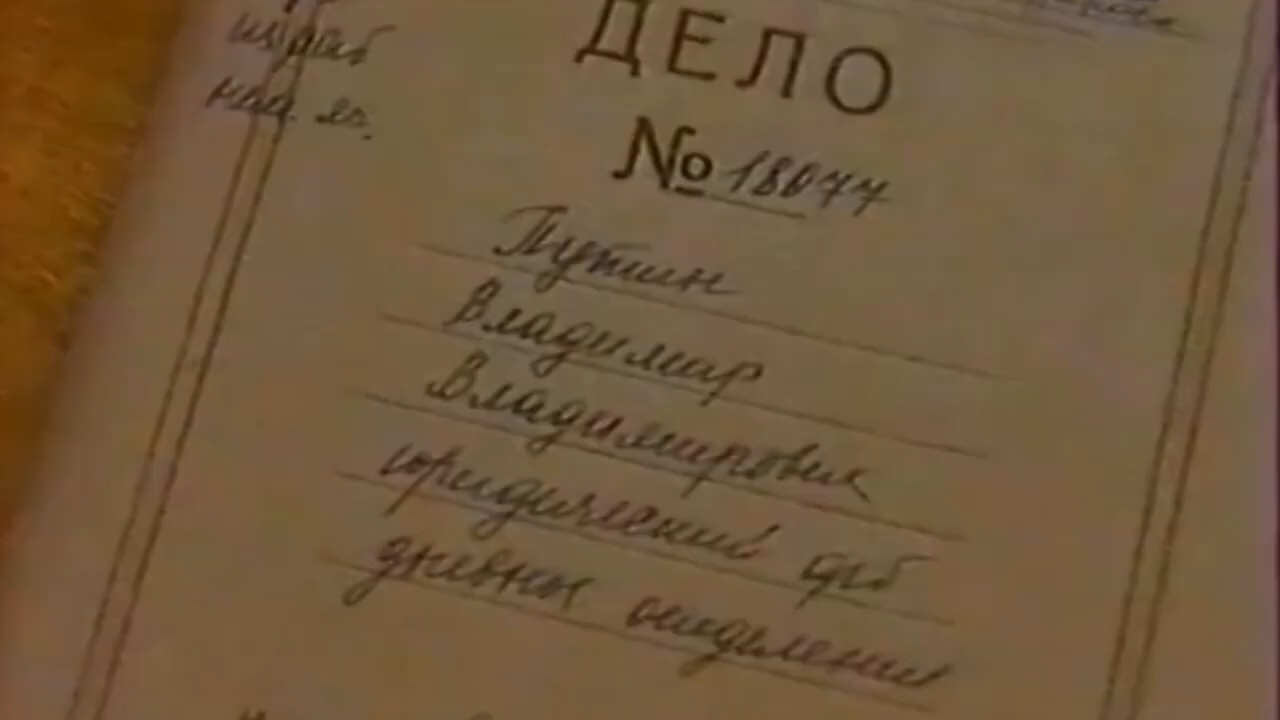 ДЕЛО
№ 18077
Путин
Владимир
Владимирович
юридический ф-т
дневное отделение